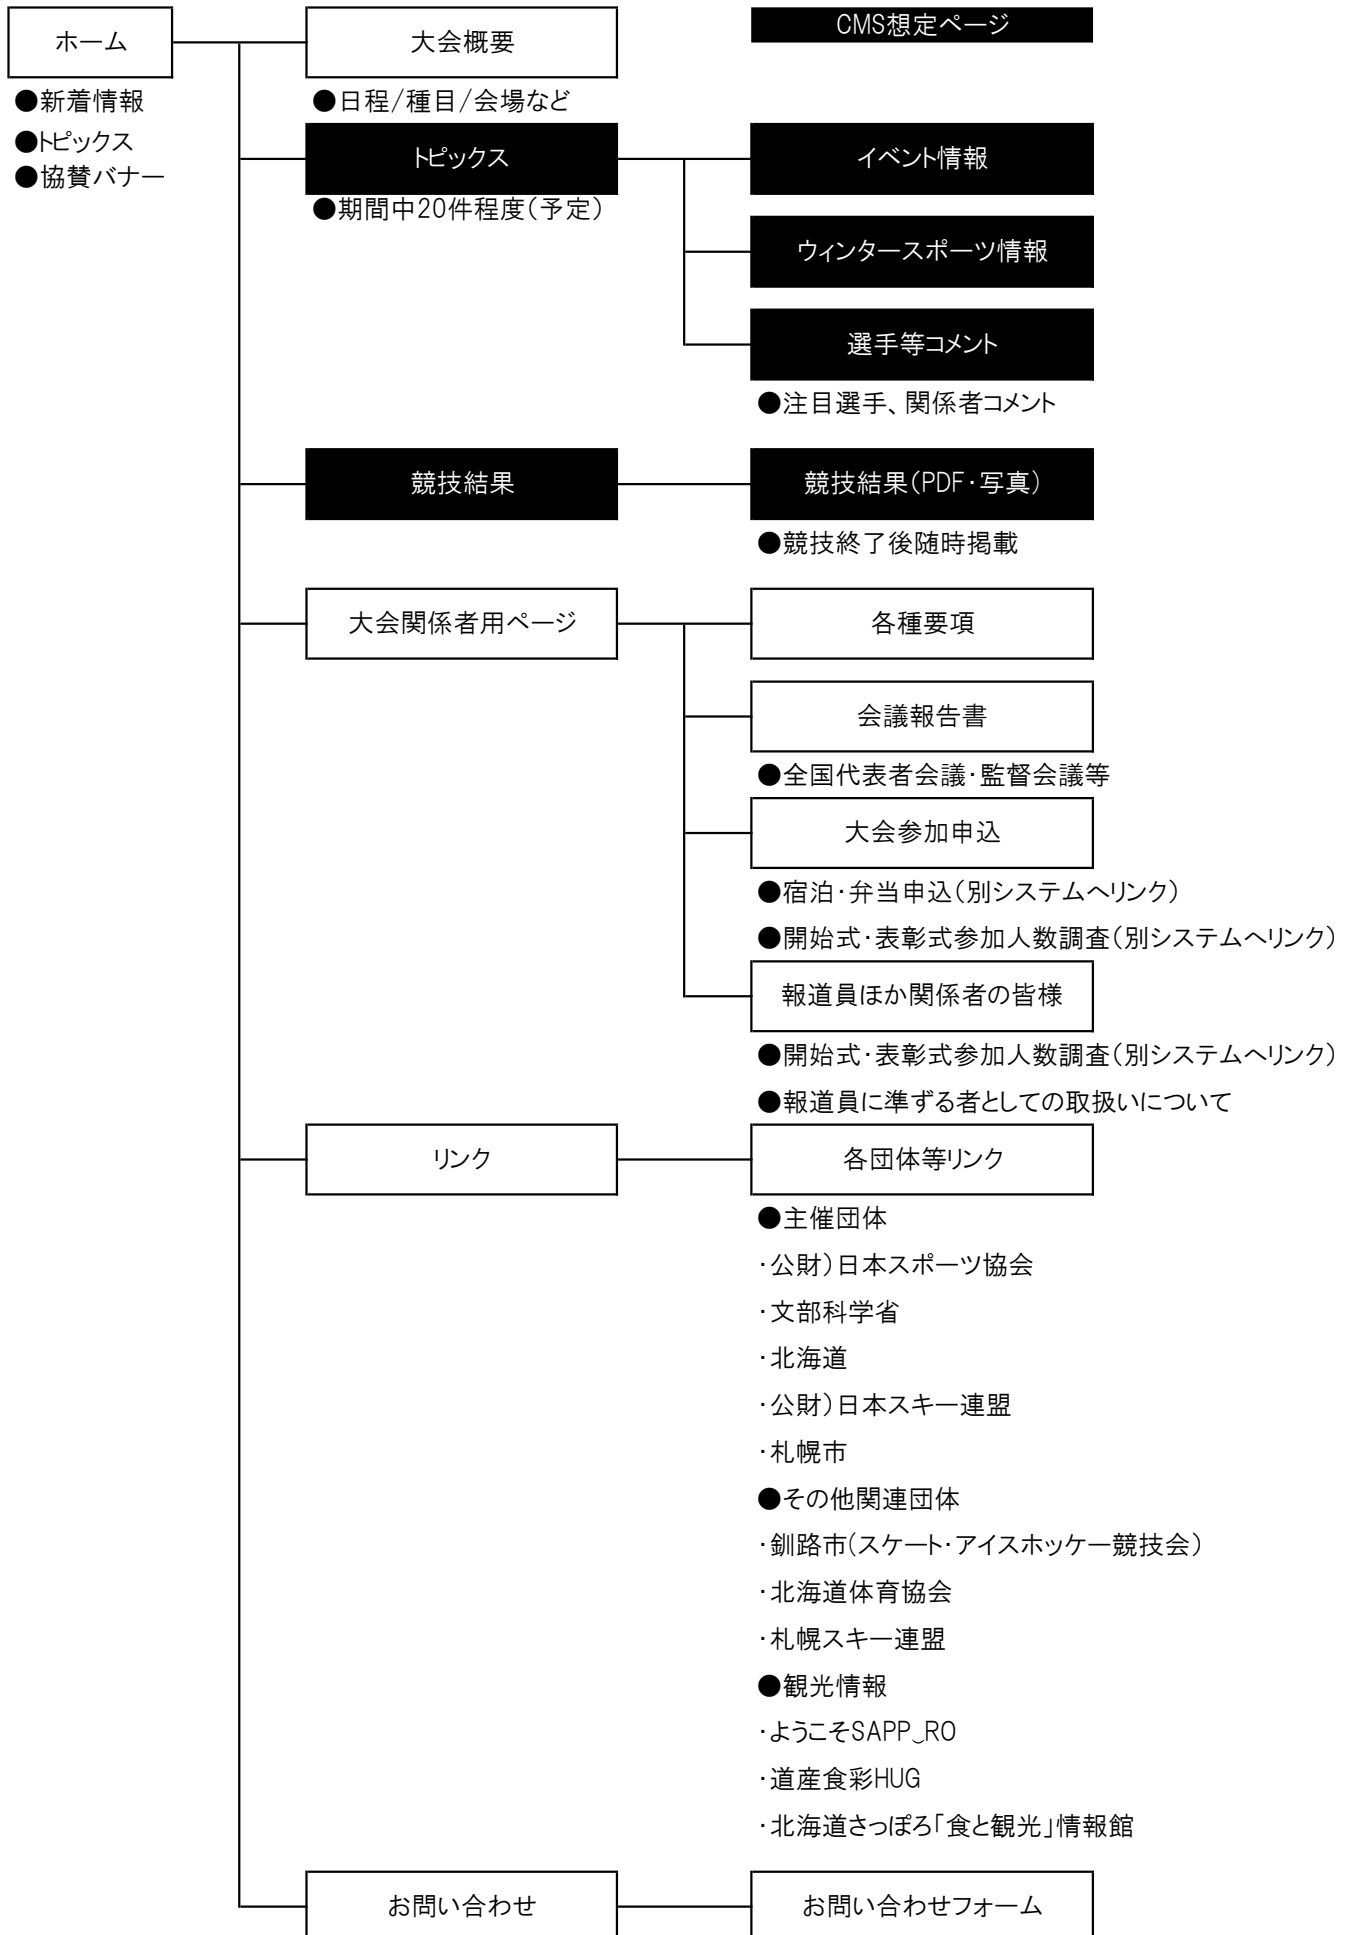 ホーム
大会概要
CMS想定ページ
●新着情報
●日程/種目/会場など
●トピックス
●協賛バナー
トピックス
イベント情報
●期間中20件程度（予定）
ウィンタースポーツ情報
選手等コメント
●注目選手、関係者コメント
競技結果
競技結果（PDF・写真）
●競技終了後随時掲載
大会関係者用ページ
各種要項
会議報告書
●全国代表者会議・監督会議等
大会参加申込
●宿泊・弁当申込（別システムへリンク）
●開始式・表彰式参加人数調査（別システムへリンク）
報道員ほか関係者の皆様
●開始式・表彰式参加人数調査（別システムへリンク）
●報道員に準ずる者としての取扱いについて
リンク
各団体等リンク
●主催団体
・公財）日本スポーツ協会
・文部科学省
・北海道
・公財）日本スキー連盟
・札幌市
●その他関連団体
・釧路市(スケート・アイスホッケー競技会）
・北海道体育協会
・札幌スキー連盟
●観光情報
・ようこそSAPP‿RO
・道産食彩HUG
・北海道さっぽろ「食と観光」情報館
お問い合わせ
お問い合わせフォーム